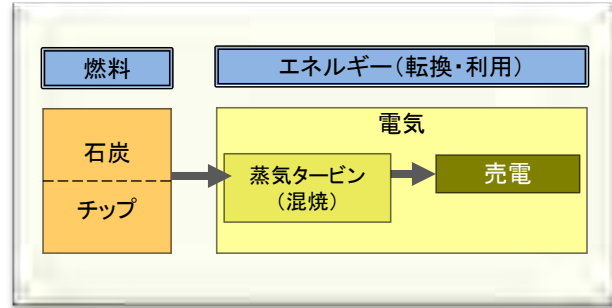 燃料
エネルギー（転換・利用）
石炭
チップ
電気
蒸気タービン
（混焼）
売電